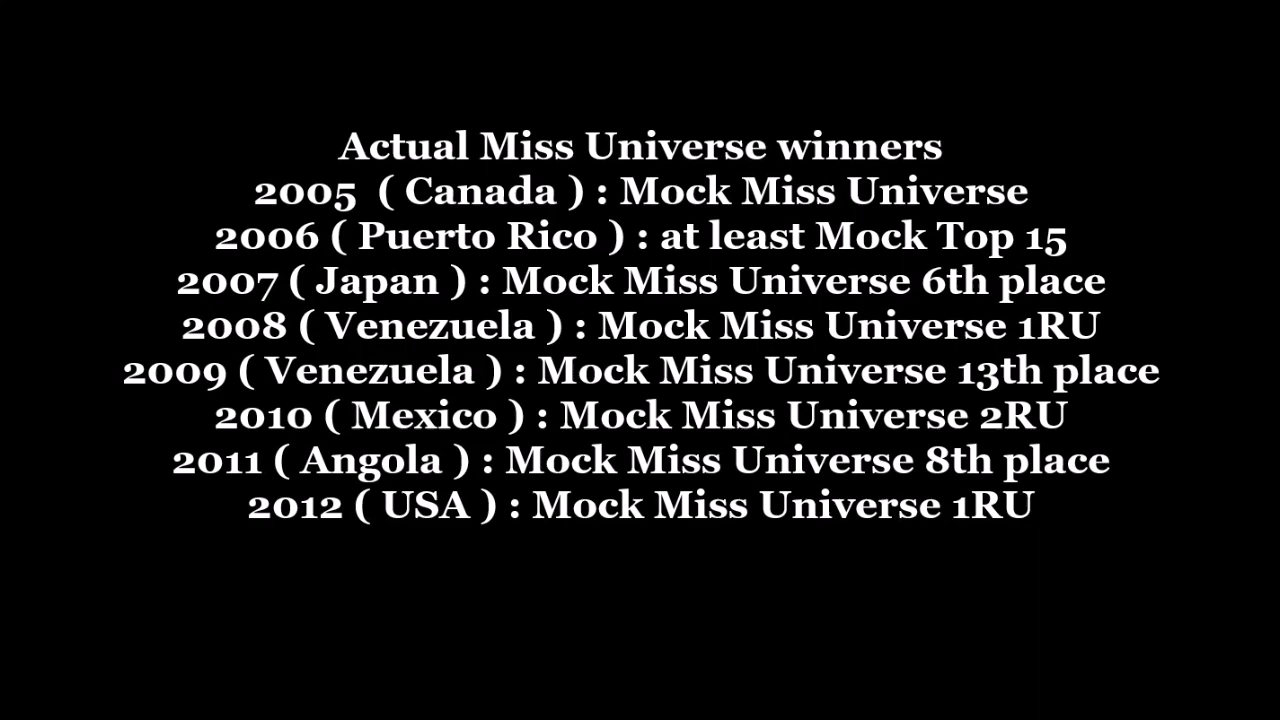 Actual Miss Universe winners
2005  ( Canada ) : Mock Miss Universe
2006 ( Puerto Rico ) : at least Mock Top 15
2007 ( Japan ) : Mock Miss Universe 6th place
2008 ( Venezuela ) : Mock Miss Universe 1RU
2009 ( Venezuela ) : Mock Miss Universe 13th place
2010 ( Mexico ) : Mock Miss Universe 2RU
2011 ( Angola ) : Mock Miss Universe 8th place
2012 ( USA ) : Mock Miss Universe 1RU